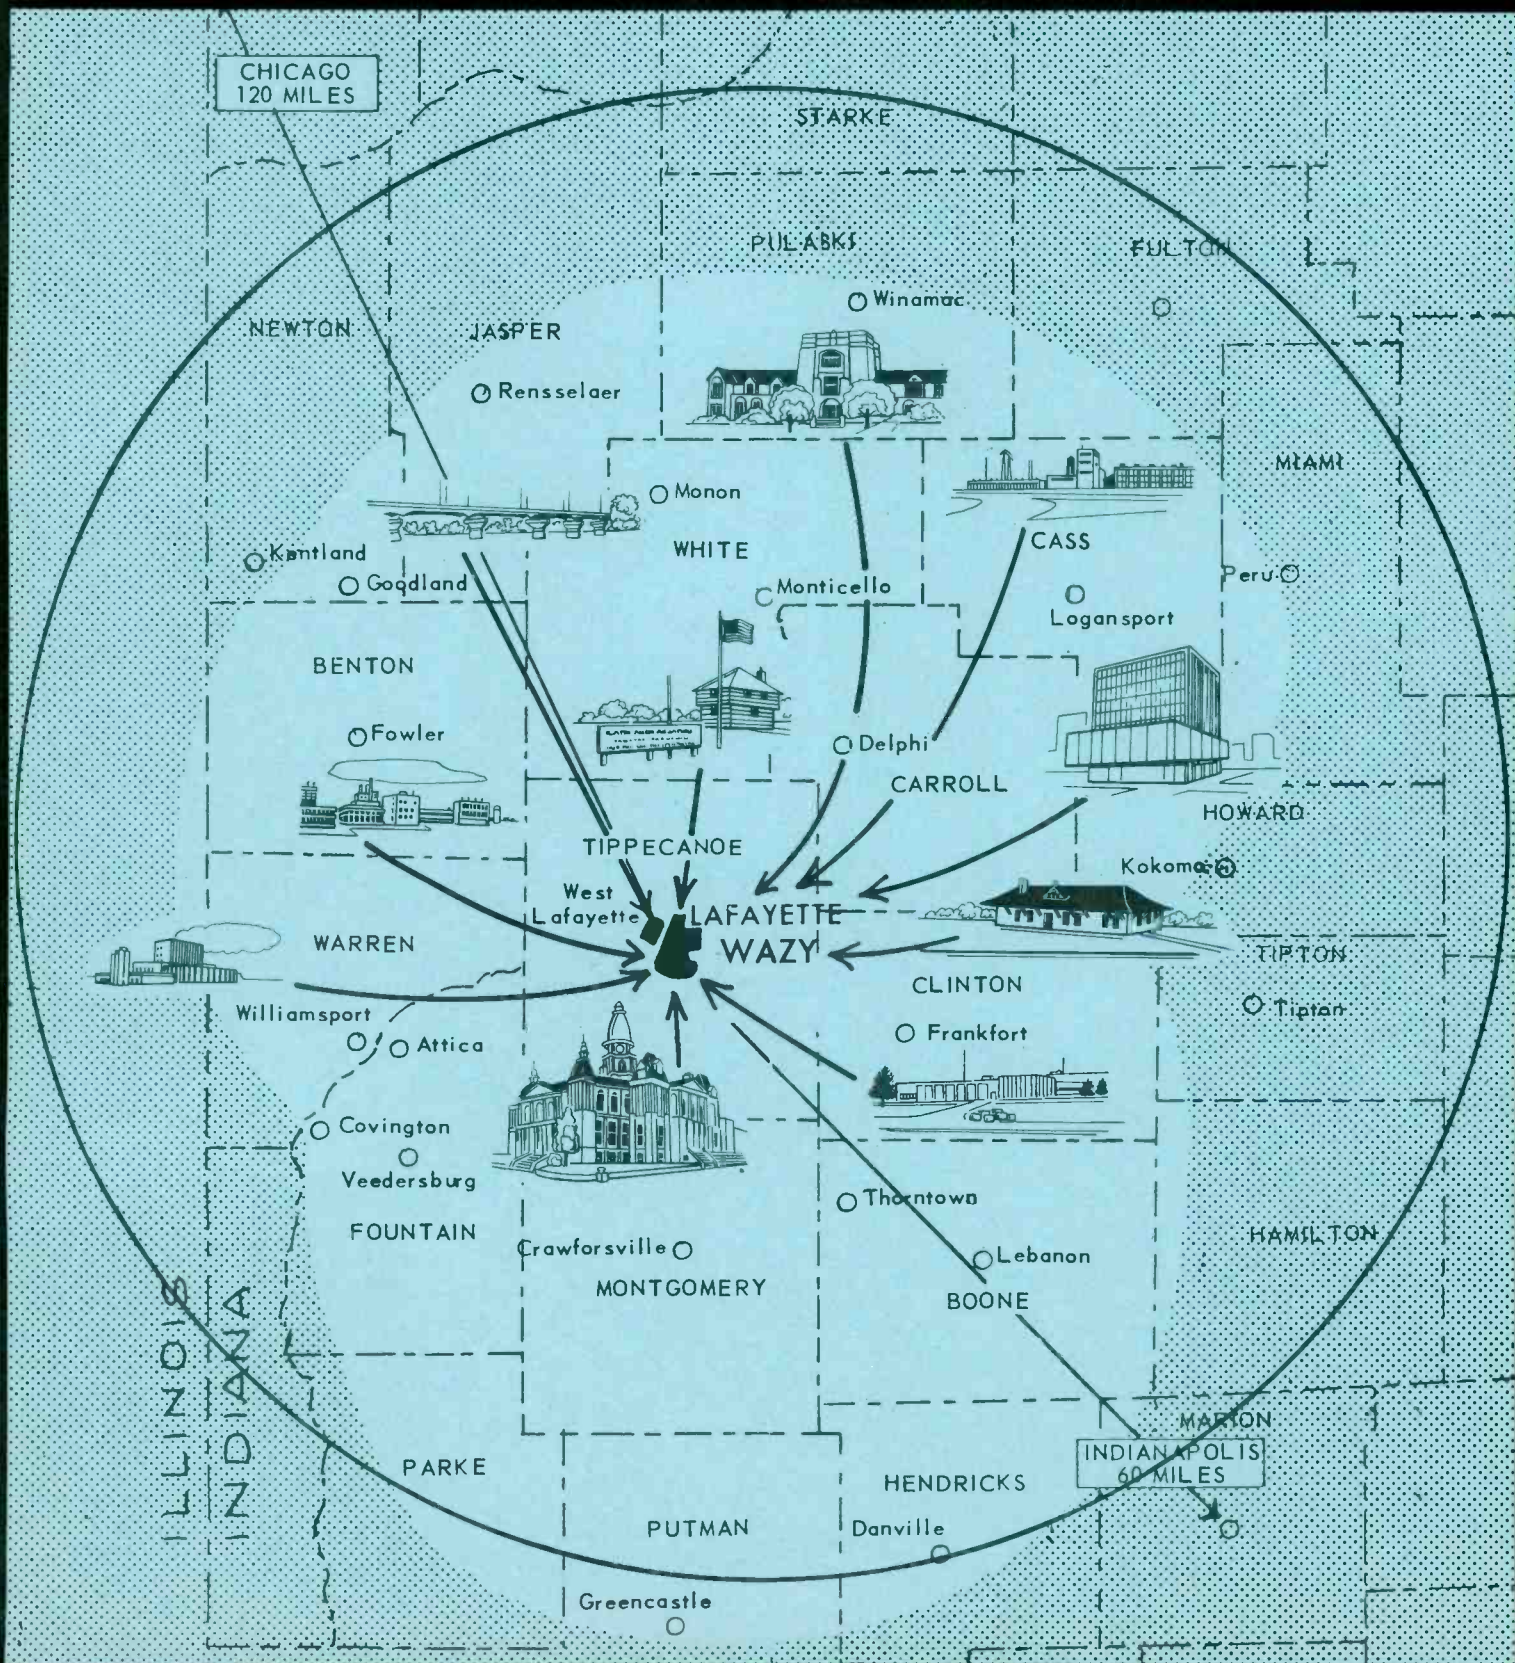 CHICAGO
120 MILES
STARKE
PULASKI
FULTON
Winamac
NEWTON
JASPER
Rensselaer
MIAMI
Monon
CASS
WHITE
Kentland
Goodland
Monticello
Peru
Logansport
BENTON
Fowler
Delphi
CARROLL
HOWARD
TIPPECANOE
Kokomo
West
Lafayette
LAFAYETTE
WAZY
WARREN
TIPTON
CLINTON
Williamsport
Tipton
Attica
Frankfort
Covington
Veedersburg
Thorntown
FOUNTAIN
HAMILTON
Crawforsville
Lebanon
MONTGOMERY
BOONE
ILLINOIS
INDIANA
MARION
INDIANAPOLIS
60 MILES
PARKE
HENDRICKS
PUTMAN
Danville
Greencastle